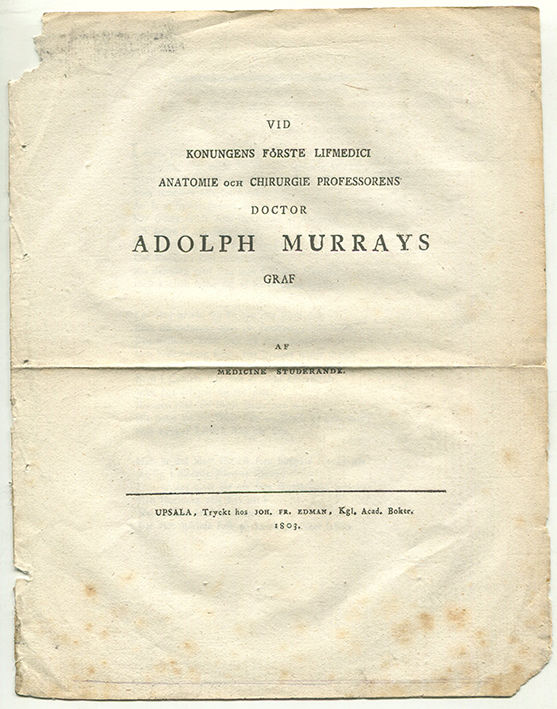 VID
KONUNGENS FÖRSTE LIFMEDICI
ANATOMIE OCH CHIRURGIE PROFESSORENS
DOCTOR
ADOLPH MURRAYS
GRAF
AF
MEDICINE STUDERANDE.
UPSALA, Tryckt hos JOH. FR. EDMAN, Kgl. Acad. Boktr.
1803.